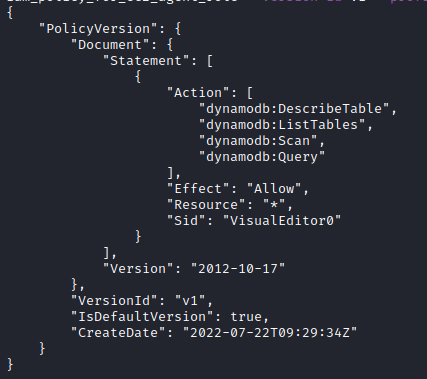 {
    "PolicyVersion": {
        "Document": {
            "Statement": [
                {
                    "Action": [
                        "dynamodb:DescribeTable",
                        "dynamodb:ListTables",
                        "dynamodb:Scan",
                        "dynamodb:Query"
                    ],
                    "Effect": "Allow",
                    "Resource": "*",
                    "Sid": "VisualEditor0"
                }
            ],
            "Version": "2012-10-17"
        },
        "VersionId": "v1",
        "IsDefaultVersion": true,
        "CreateDate": "2022-07-22T09:29:34Z"
    }
}